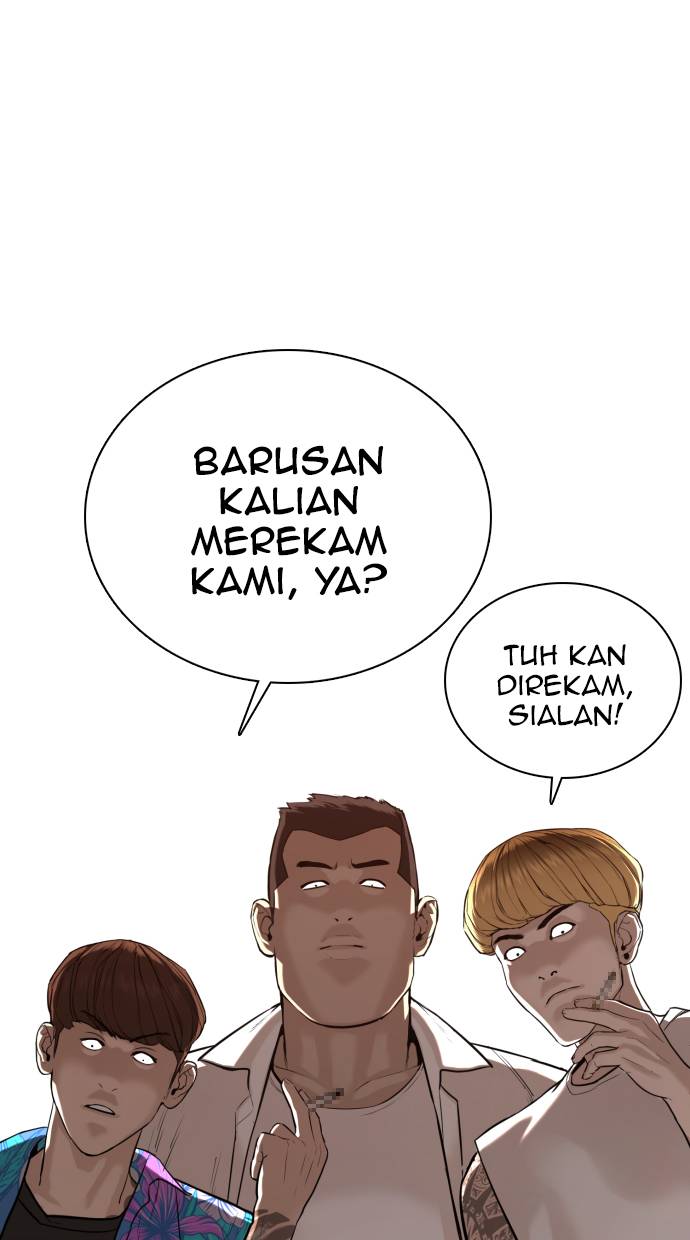 BARUSAN
KALIAN
MEREKAM
KAMI, YA?
TUH KAN
DIREKAM,
SIALAN!